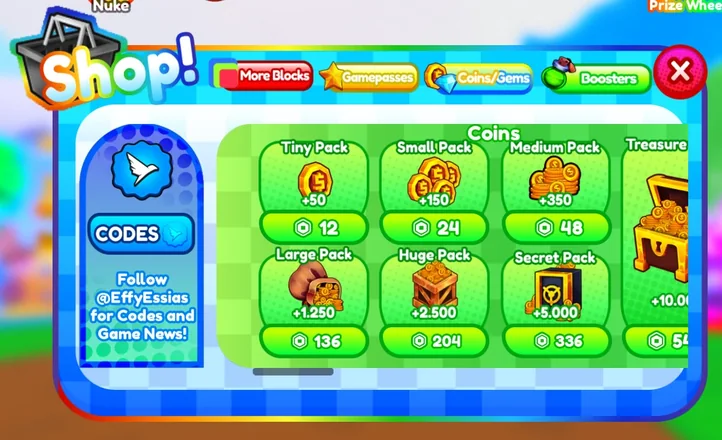 Nuke
Prize Whee
Shop!
More Blocks
Gamepasses
Coins/Gems
Boosters
X
CODES
Follow
@EffyEssias
for Codes and
Game News!
Coins
Tiny Pack
+50
12
Small Pack
+150
24
Medium Pack
+350
48
Treasure
+10.00
54
Large Pack
+1.250
136
Huge Pack
+2.500
204
Secret Pack
+5.000
336